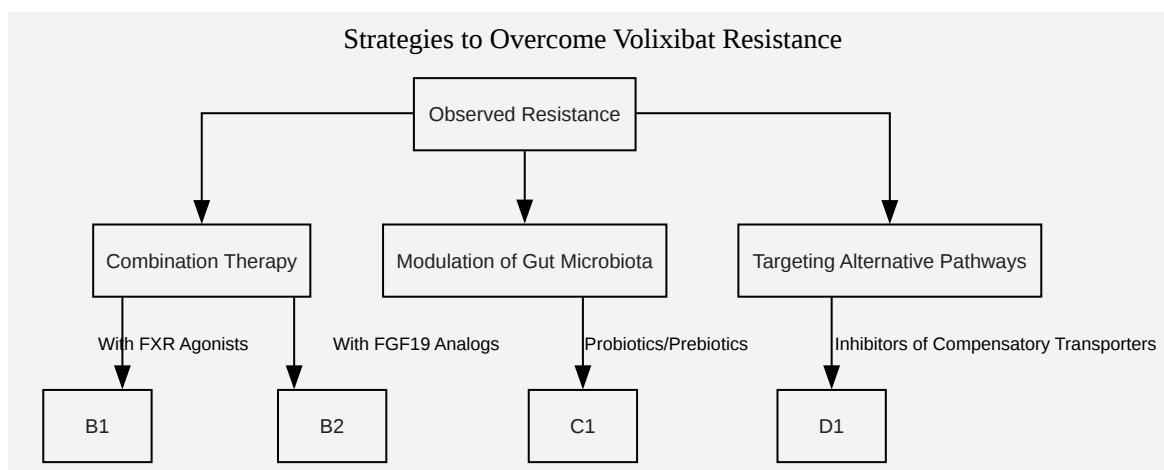 Strategies to Overcome Volixibat Resistance
Observed Resistance
Combination Therapy
Modulation of Gut Microbiota
Targeting Alternative Pathways
With FXR Agonists
With FGF19 Analogs
Probiotics/Prebiotics
Inhibitors of Compensatory Transporters
B1
B2
C1
D1